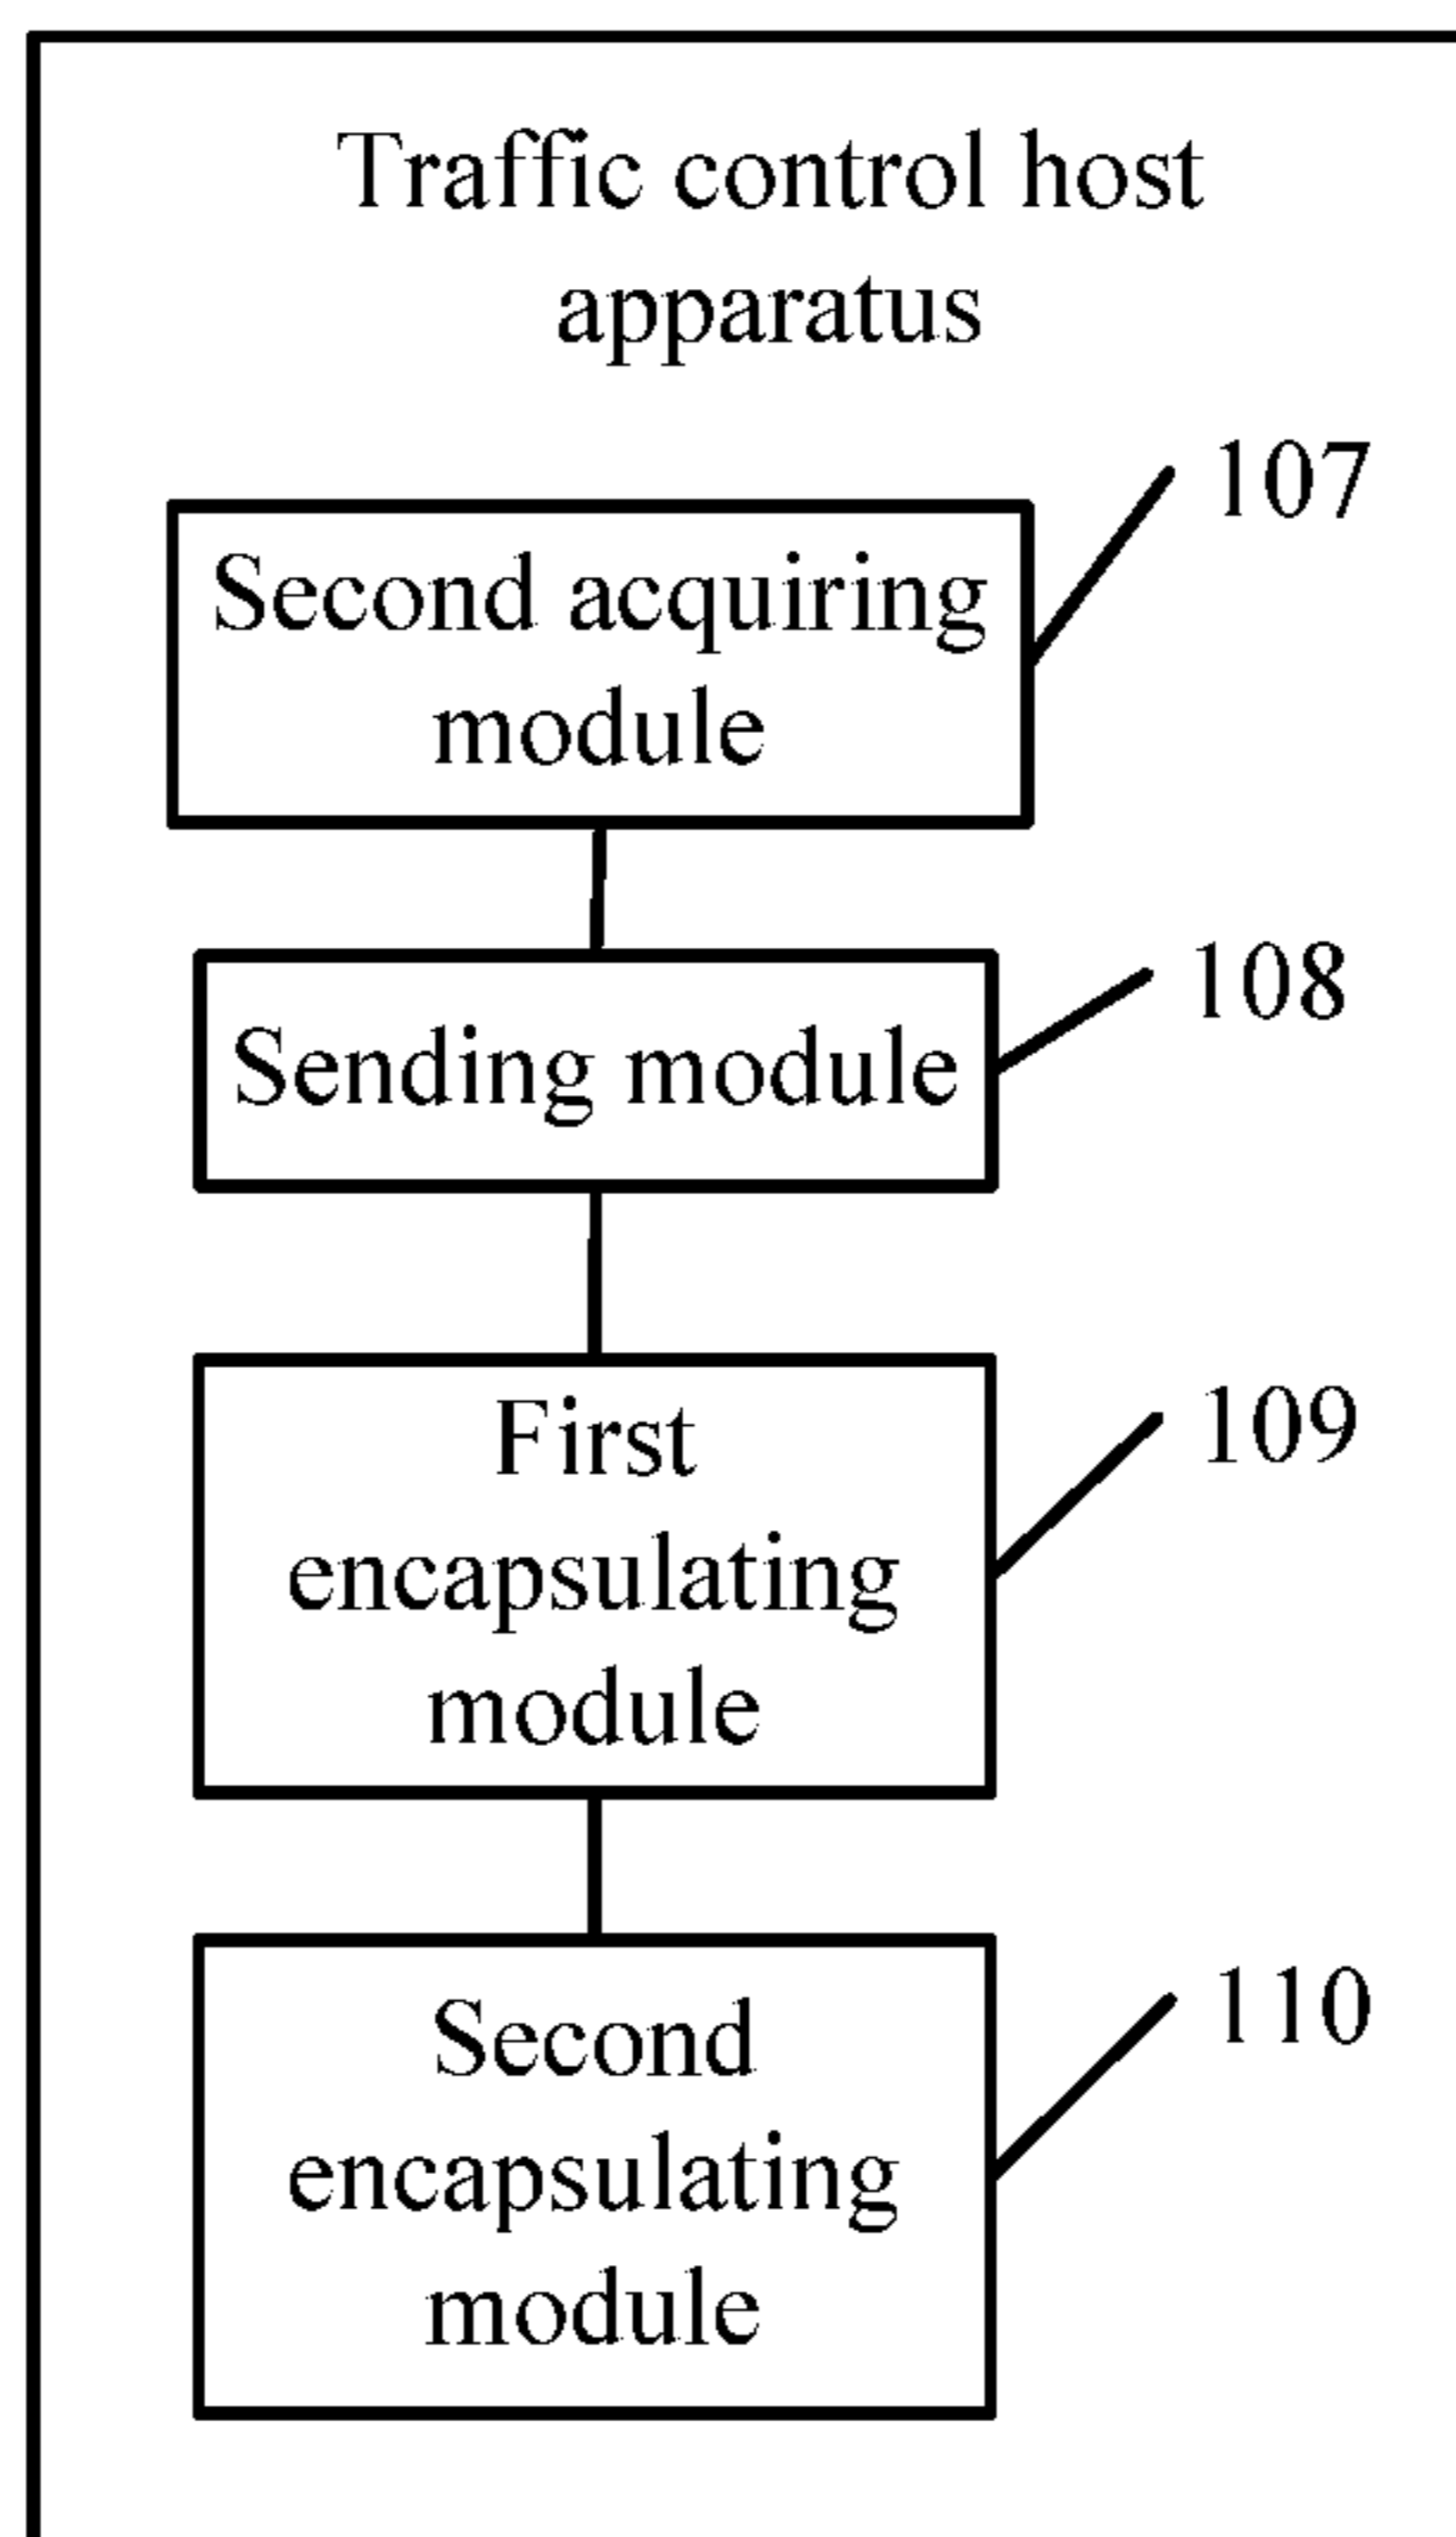 Traffic control host
apparatus
107
Second acquiring
module
108
Sending module
109
First
encapsulating
module
110
Second
encapsulating
module